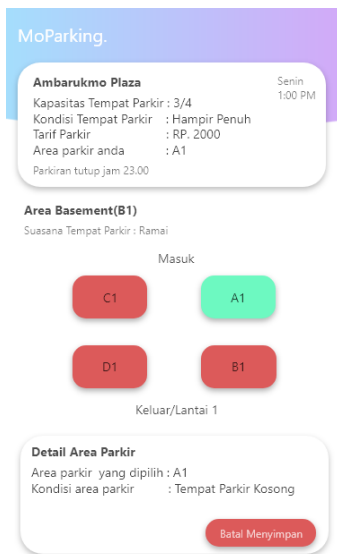 MoParking.
Ambarukmo Plaza
Senin
1:00 PM
Kapasitas Tempat Parkir : 3/4
Kondisi Tempat Parkir : Hampir Penuh
Tarif Parkir : RP. 2000
Area parkir anda : A1
Parkiran tutup jam 23.00
Area Basement(B1)
Suasana Tempat Parkir : Ramai
Masuk
C1 A1
D1 B1
Keluar/Lantai 1
Detail Area Parkir
Area parkir yang dipilih : A1
Kondisi area parkir : Tempat Parkir Kosong
Batal Menyimpan